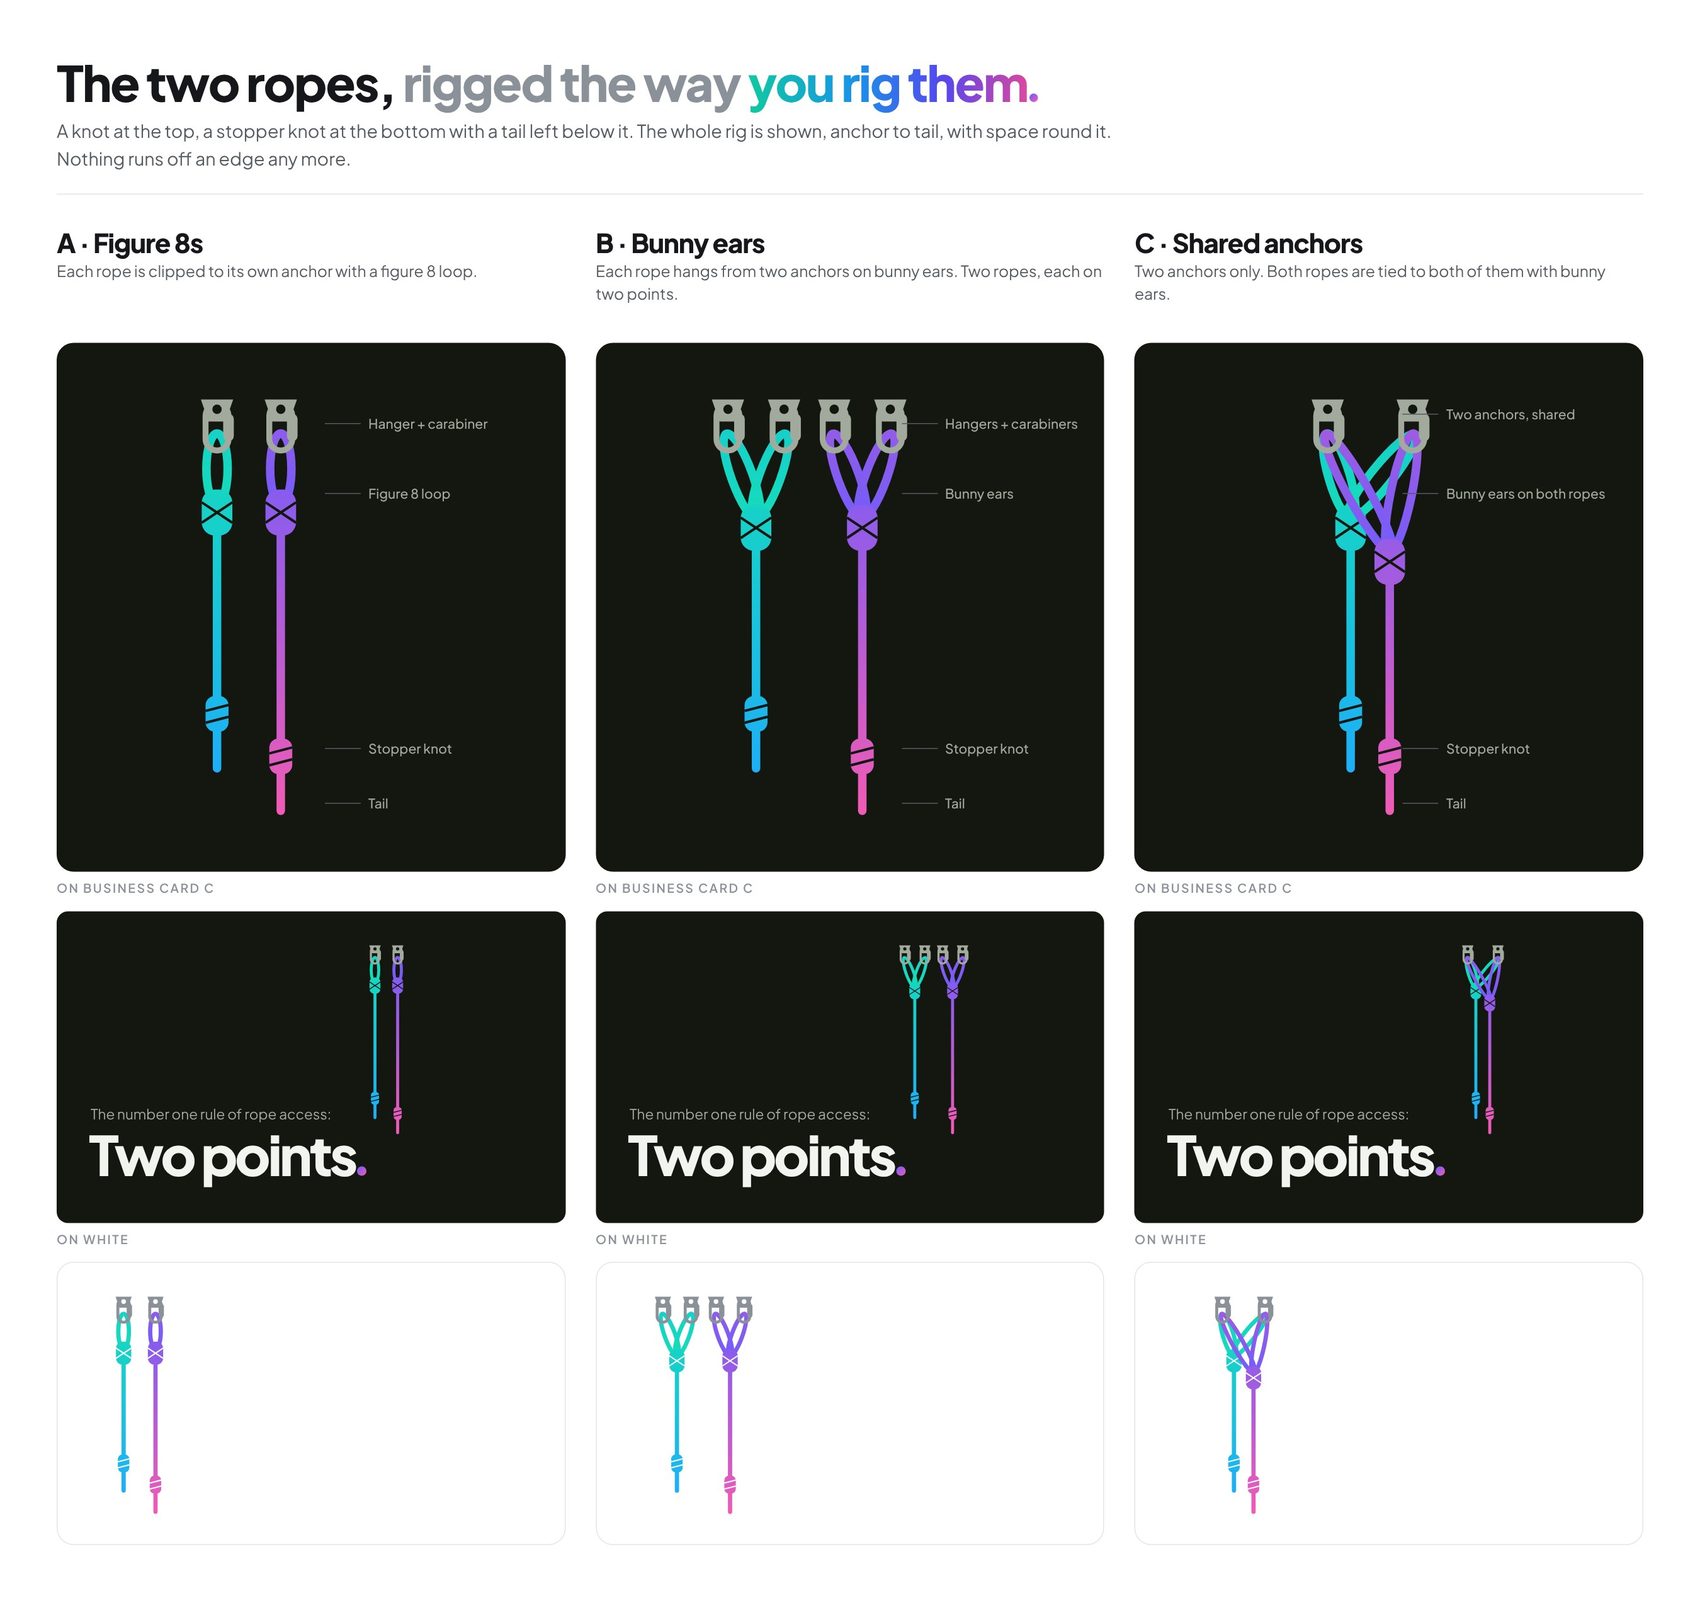 The two ropes, rigged the way you rig them.
A knot at the top, a stopper knot at the bottom with a tail left below it. The whole rig is shown, anchor to tail, with space round it.
Nothing runs off an edge any more.
A · Figure 8s
Each rope is clipped to its own anchor with a figure 8 loop.
Hanger + carabiner
Figure 8 loop
Stopper knot
Tail
ON BUSINESS CARD C
The number one rule of rope access:
Two points.
ON WHITE
B · Bunny ears
Each rope hangs from two anchors on bunny ears. Two ropes, each on
two points.
Hangers + carabiners
Bunny ears
Stopper knot
Tail
ON BUSINESS CARD C
The number one rule of rope access:
Two points.
ON WHITE
C · Shared anchors
Two anchors only. Both ropes are tied to both of them with bunny
ears.
Two anchors, shared
Bunny ears on both ropes
Stopper knot
Tail
ON BUSINESS CARD C
The number one rule of rope access:
Two points.
ON WHITE